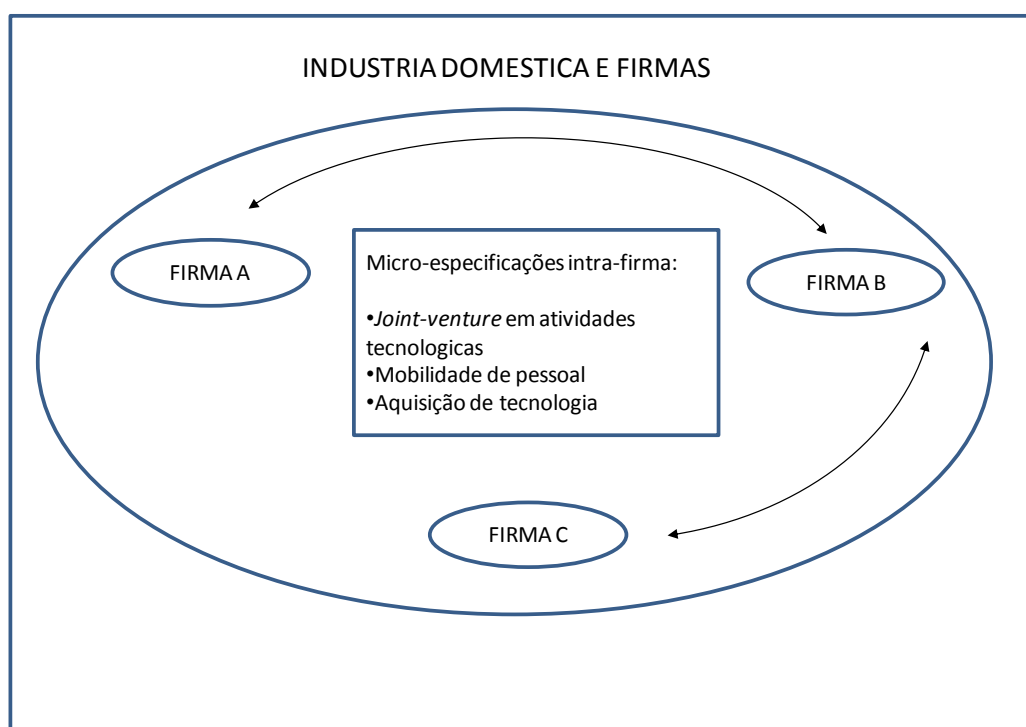 INDUSTRIA DOMESTICA E FIRMAS
FIRMA A
Micro-especificações intra-firma:
•Joint-venture em atividades
tecnologicas
•Mobilidade de pessoal
•Aquisição de tecnologia
FIRMA B
FIRMA C